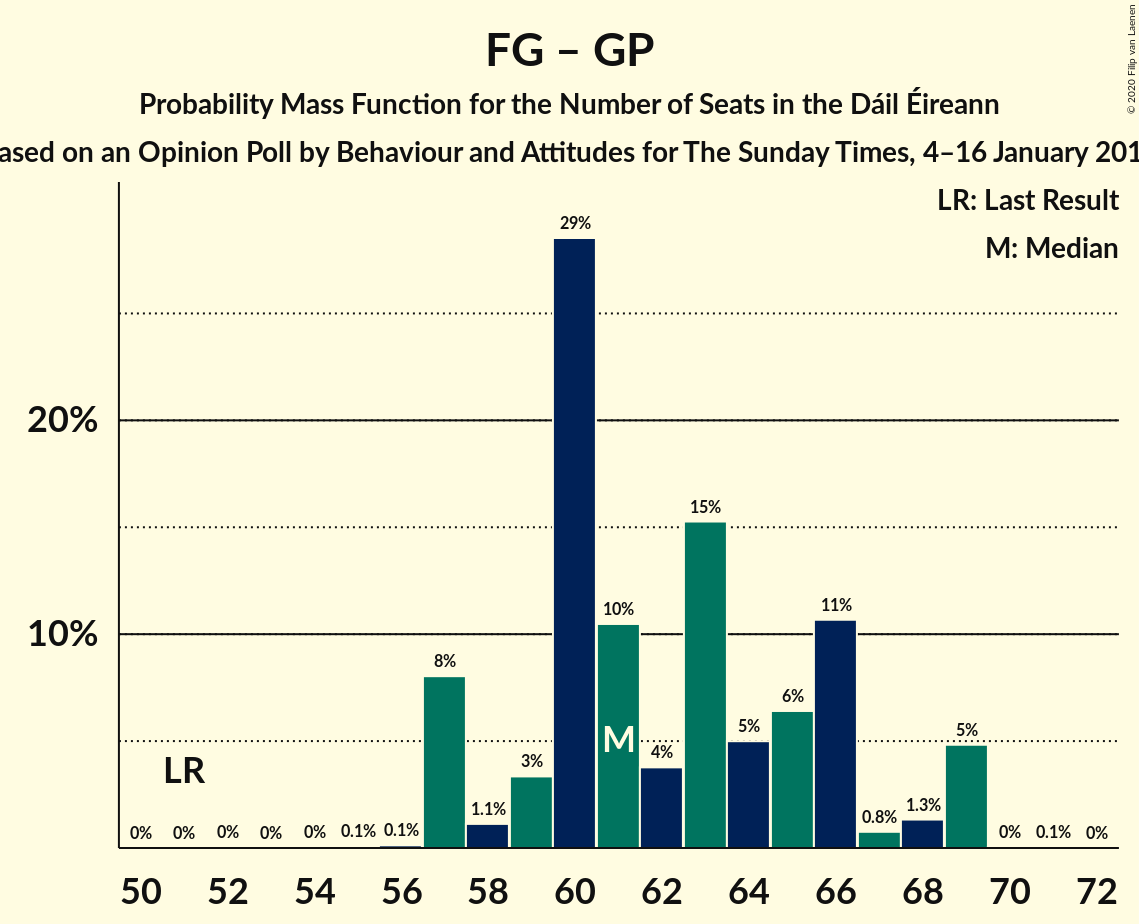 FG – GP
Probability Mass Function for the Number of Seats in the Dáil Éireann
ased on an Opinion Poll by Behaviour and Attitudes for The Sunday Times, 4–16 January 201
© 2020 Filip van Laenen
LR: Last Result
M: Median
29%
20%
15%
10%
11%
10%
8%
6%
5%
5%
M
4%
3%
LR
1.1%
1.3%
0.8%
0% 0% 0% 0% 0% 0.1% 0.1%
0% 0.1% 0%
50 52 54 56 58 60 62 64 66 68 70 72